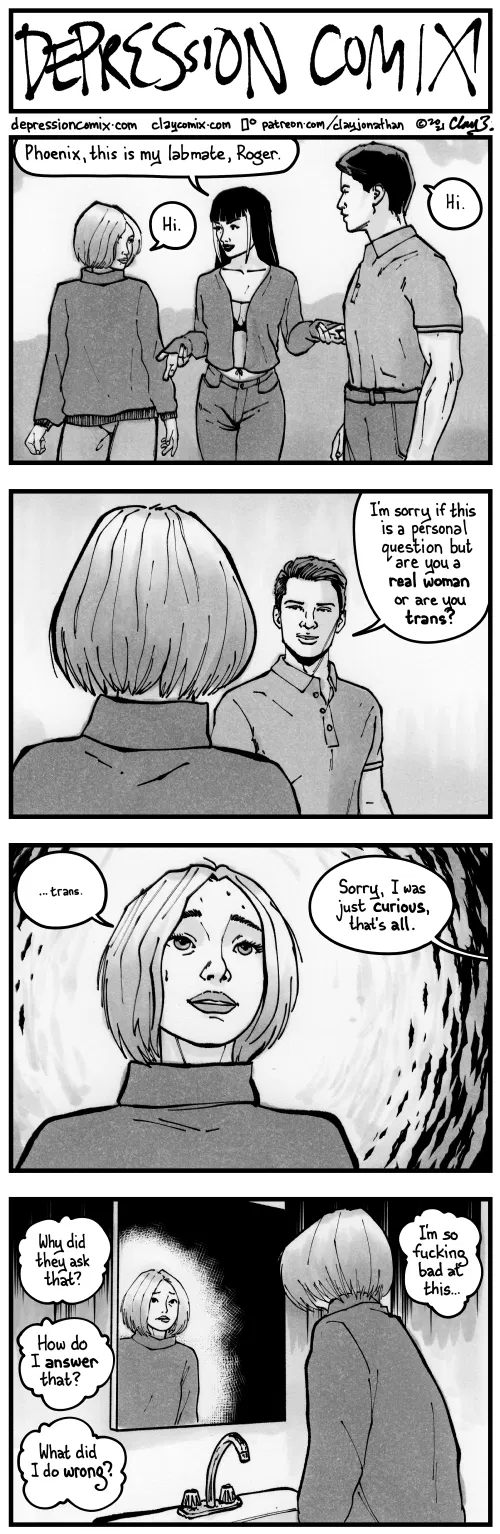 DEPRESSION COMIX
depressioncomix.com claycomix.com patreon.com/clayjonathan © 2021 Clay
Phoenix, this is my labmate, Roger.
Hi.
Hi.
I'm sorry if this
is a personal
question but
are you a
real woman
or are you
trans?
...trans.
Sorry, I was
just curious,
that's all.
Why did
they ask
that?
I'm so
fucking
bad at
this...
How do
I answer
that?
What did
I do wrong?